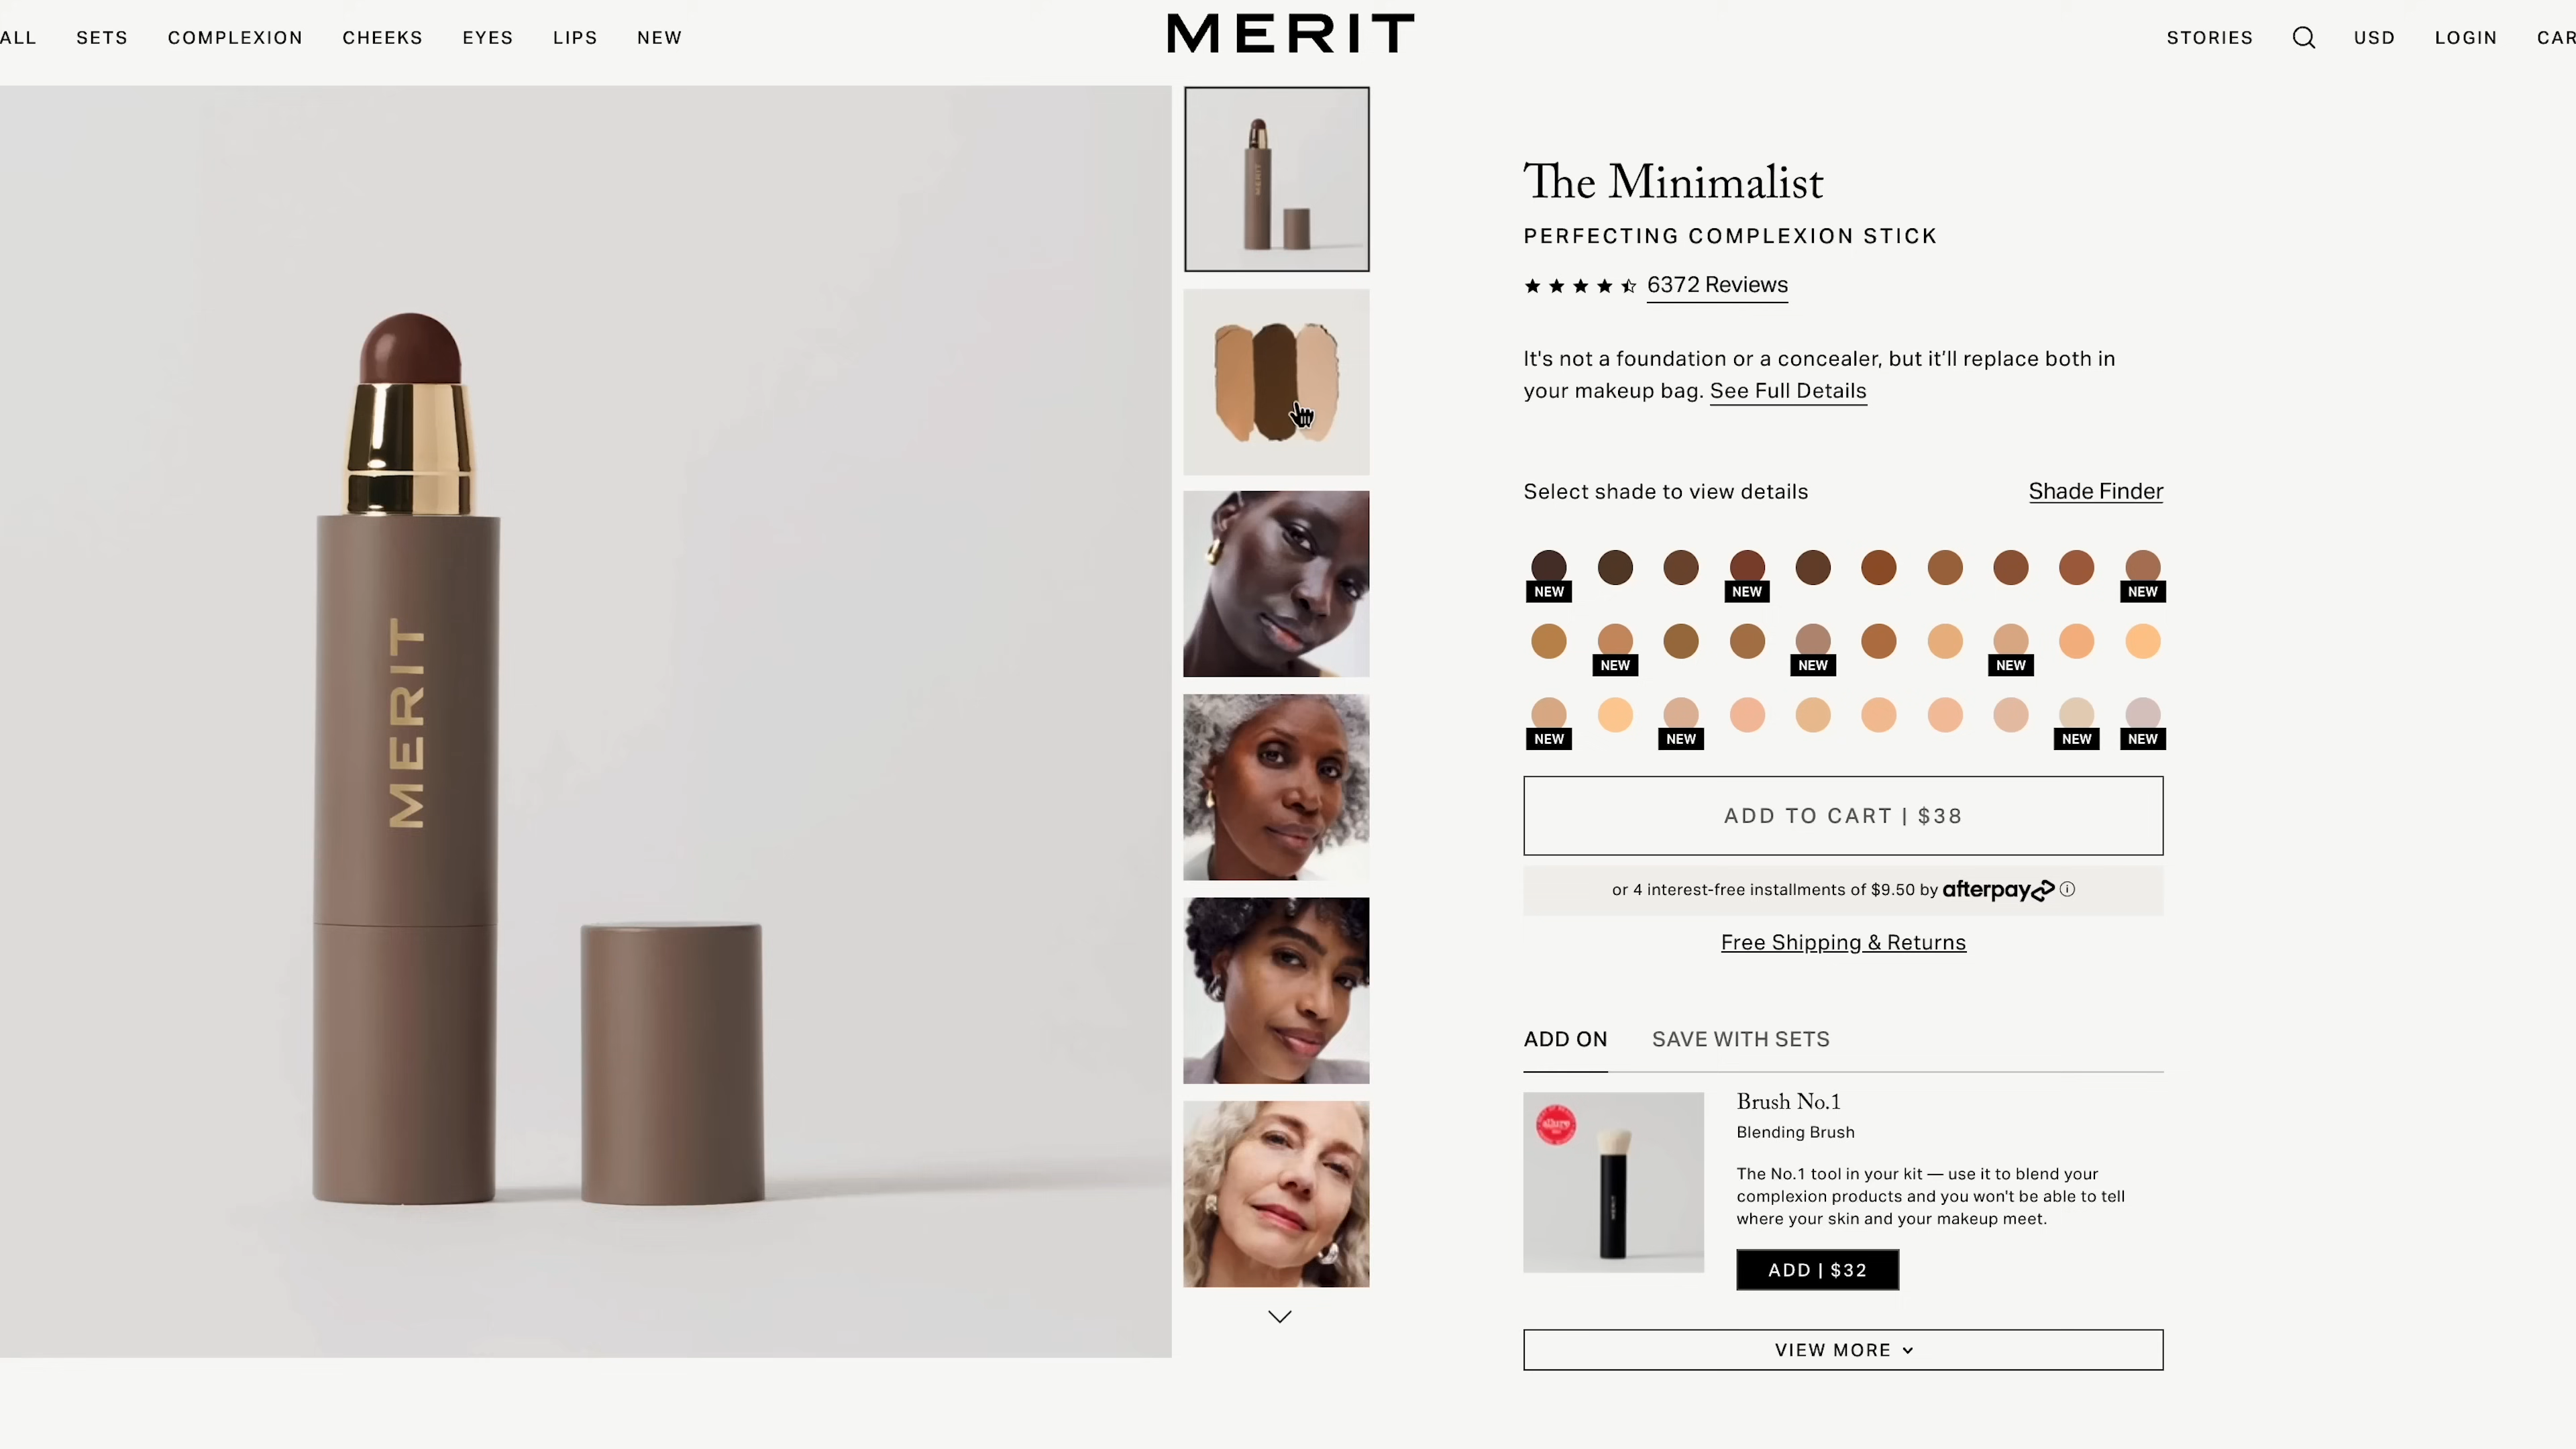 ALL SETS COMPLEXION CHEEKS EYES LIPS NEW
MERIT
STORIES USD LOGIN CAR
MERIT
The Minimalist
PERFECTING COMPLEXION STICK
6372 Reviews
It's not a foundation or a concealer, but it'll replace both in
your makeup bag. See Full Details
Select shade to view details
Shade Finder
NEW NEW NEW
NEW NEW NEW
NEW NEW NEW NEW
ADD TO CART | $38
or 4 interest-free installments of $9.50 by afterpay
Free Shipping & Returns
ADD ON SAVE WITH SETS
allure
Brush No.1
Blending Brush
The No.1 tool in your kit — use it to blend your
complexion products and you won't be able to tell
where your skin and your makeup meet.
ADD | $32
VIEW MORE